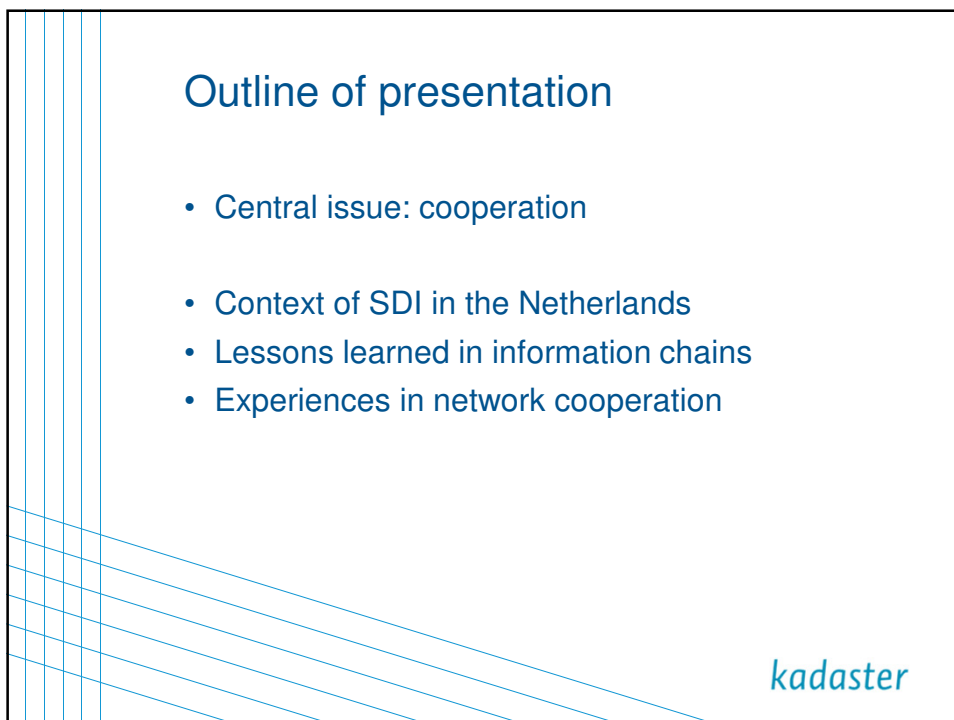 Outline of presentation
• Central issue: cooperation
• Context of SDI in the Netherlands
• Lessons learned in information chains
• Experiences in network cooperation
kadaster